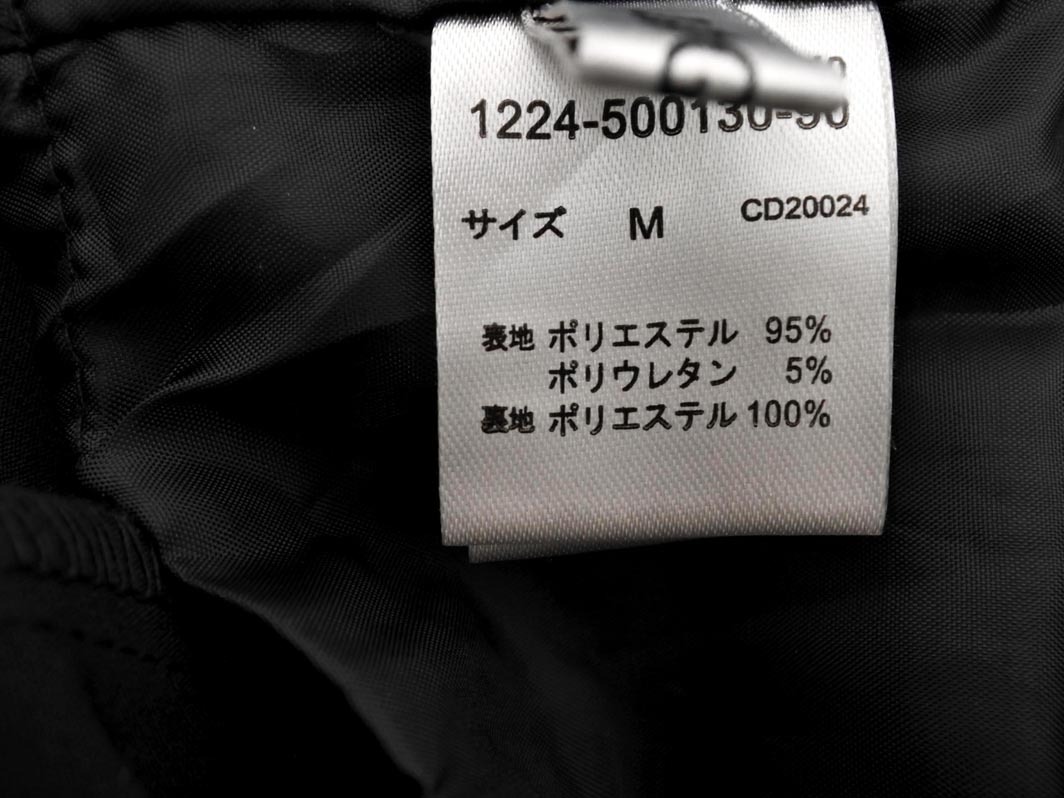 1224-500130-90
サイズ M CD20024
表地 ポリエステル 95%
ポリウレタン 5%
裏地 ポリエステル 100%